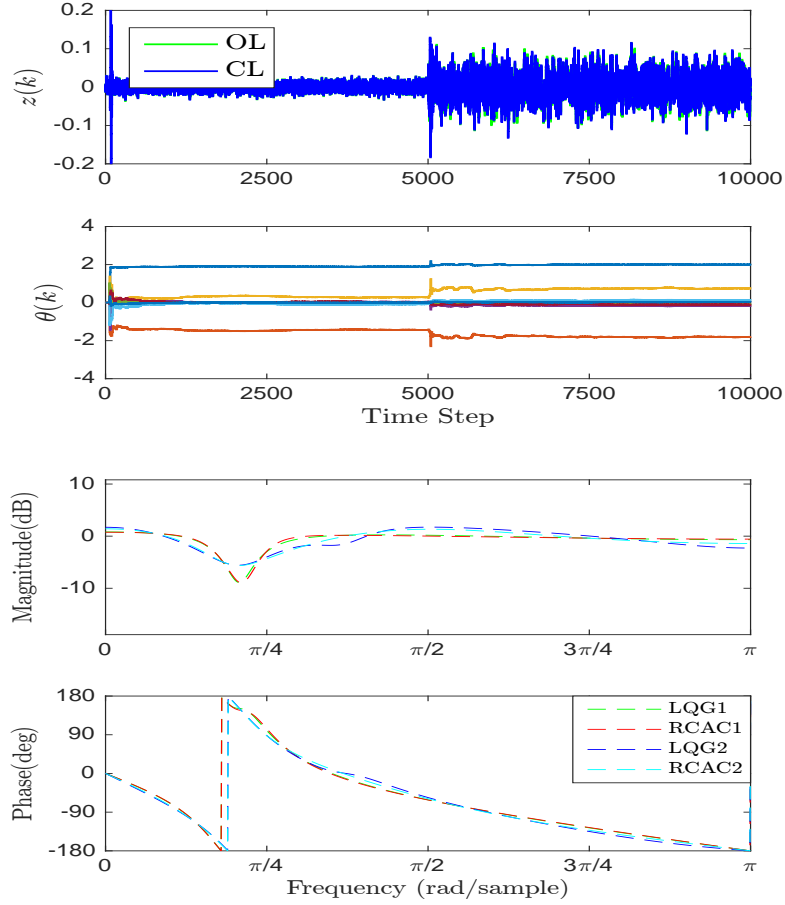 z(k)
0.2
0.1
0
-0.1
-0.2
OL
CL
0
2500
5000
7500
10000
θ(k)
4
2
0
-2
-4
0
2500
5000
7500
10000
Time Step
Magnitude(dB)
10
0
-10
0
π/4
π/2
3π/4
π
Phase(deg)
180
90
0
-90
-180
LQG1
RCAC1
LQG2
RCAC2
0
π/4
π/2
3π/4
π
Frequency (rad/sample)